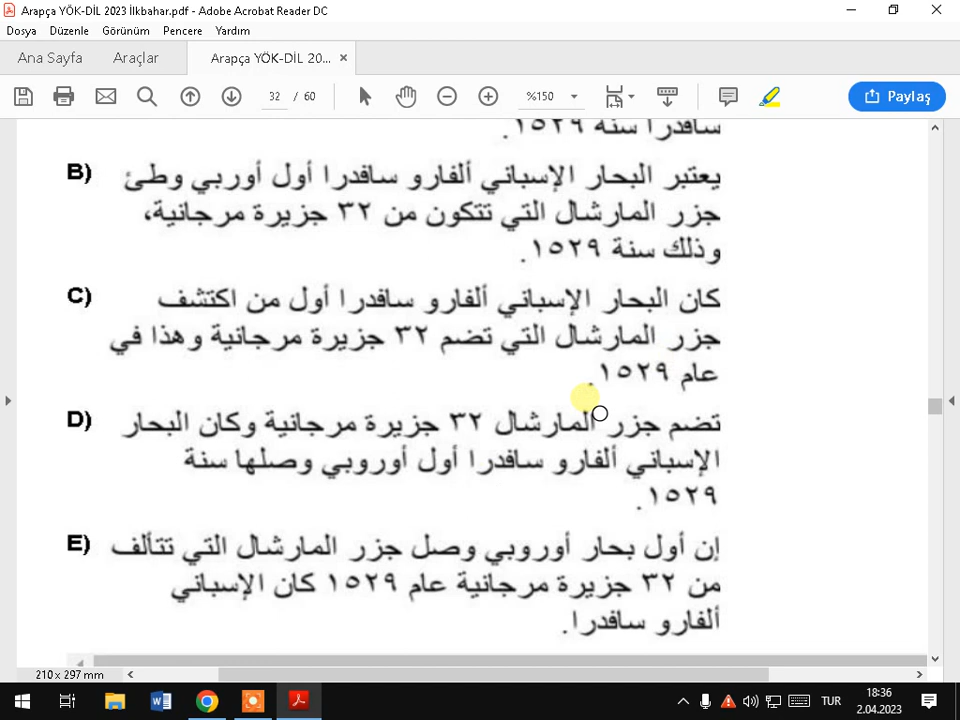 Arapça YÖK-DİL 2023 İlkbahar.pdf - Adobe Acrobat Reader DC
Dosya Düzenle Görünüm Pencere Yardım
Ana Sayfa Araçlar Arapça YÖK-DİL 20... ×
32 / 60 %150 Paylaş
سافدرا سنة ١٥٢٩.
B) يعتبر البحار الإسباني ألفارو سافدرا أول أوربي وطئ
جزر المارشال التي تتكون من ٣٢ جزيرة مرجانية،
وذلك سنة ١٥٢٩.
C) كان البحار الإسباني ألفارو سافدرا أول من اكتشف
جزر المارشال التي تضم ٣٢ جزيرة مرجانية وهذا في
عام ١٥٢٩.
D) تضم جزر المارشال ٣٢ جزيرة مرجانية وكان البحار
الإسباني ألفارو سافدرا أول أوروبي وصلها سنة
١٥٢٩.
E) إن أول بحار أوروبي وصل جزر المارشال التي تتألف
من ٣٢ جزيرة مرجانية عام ١٥٢٩ كان الإسباني
ألفارو سافدرا.
210 x 297 mm
TUR 18:36
2.04.2023